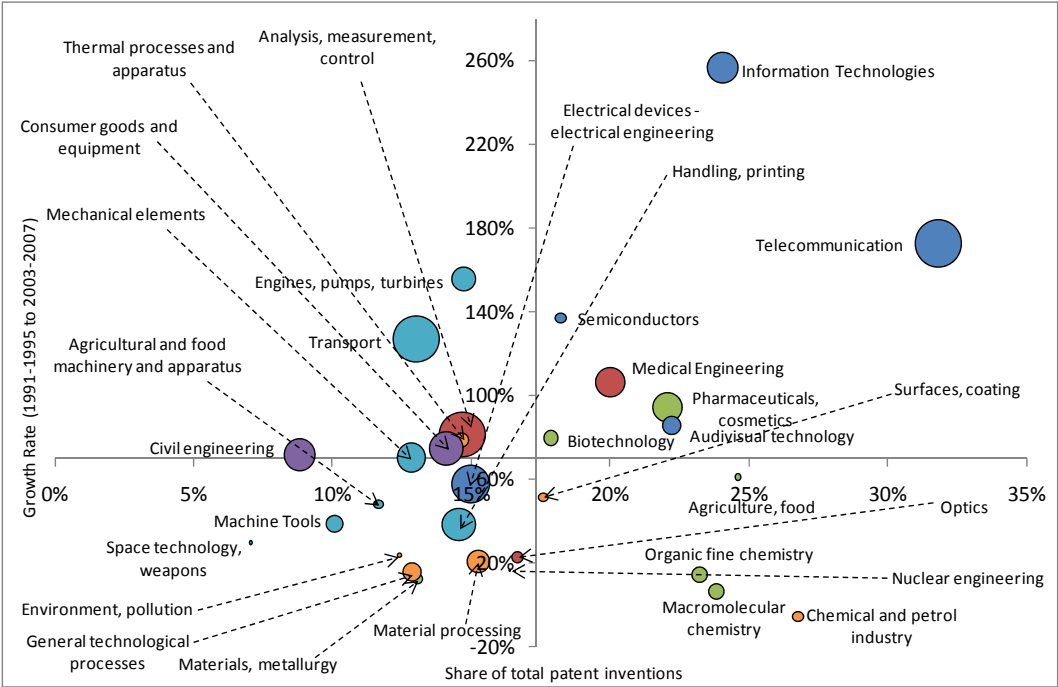 Thermal processes and
apparatus
Analysis, measurement,
control
260%
Information Technologies
Consumer goods and
equipment
Electrical devices -
electrical engineering
220%
Handling, printing
Mechanical elements
180%
Telecommunication
Engines, pumps, turbines
140%
Semiconductors
Transport
Agricultural and food
machinery and apparatus
Medical Engineering
100%
Surfaces, coating
Pharmaceuticals,
cosmetics
Audivisual technology
Biotechnology
Civil engineering
60%
0%
5%
10%
15%
20%
25%
30%
35%
Growth Rate (1991-1995 to 2003-2007)
Agriculture, food
Optics
Machine Tools
Space technology,
weapons
20%
Organic fine chemistry
Nuclear engineering
Environment, pollution
Macromolecular
chemistry
Chemical and petrol
industry
General technological
processes
Material processing
Materials, metallurgy
-20%
Share of total patent inventions